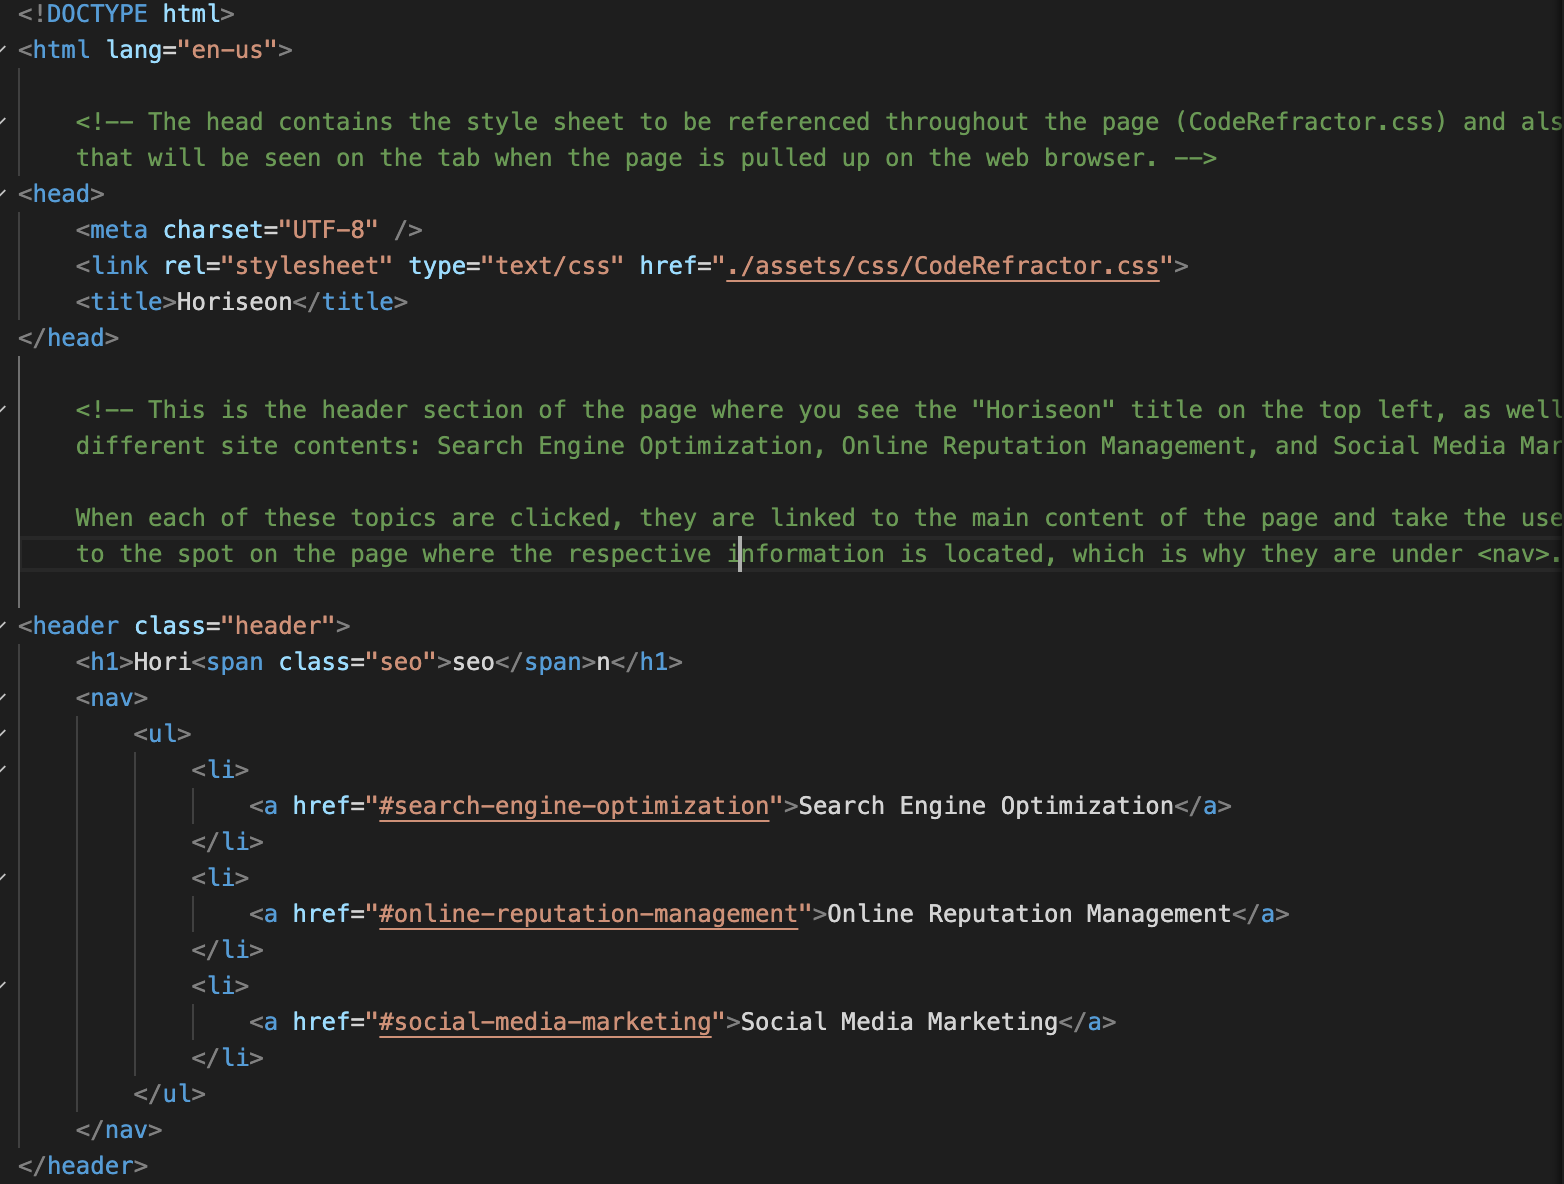 <!DOCTYPE html>
<html lang="en-us">
<!-- The head contains the style sheet to be referenced throughout the page (CodeRefractor.css) and als
that will be seen on the tab when the page is pulled up on the web browser. -->
<head>
<meta charset="UTF-8" />
<link rel="stylesheet" type="text/css" href="./assets/css/CodeRefractor.css">
<title>Horiseon</title>
</head>
<!-- This is the header section of the page where you see the "Horiseon" title on the top left, as well
different site contents: Search Engine Optimization, Online Reputation Management, and Social Media Mar
When each of these topics are clicked, they are linked to the main content of the page and take the use
to the spot on the page where the respective information is located, which is why they are under <nav>.
<header class="header">
<h1>Hori<span class="seo">seo</span>n</h1>
<nav>
<ul>
<li>
<a href="#search-engine-optimization">Search Engine Optimization</a>
</li>
<li>
<a href="#online-reputation-management">Online Reputation Management</a>
</li>
<li>
<a href="#social-media-marketing">Social Media Marketing</a>
</li>
</ul>
</nav>
</header>